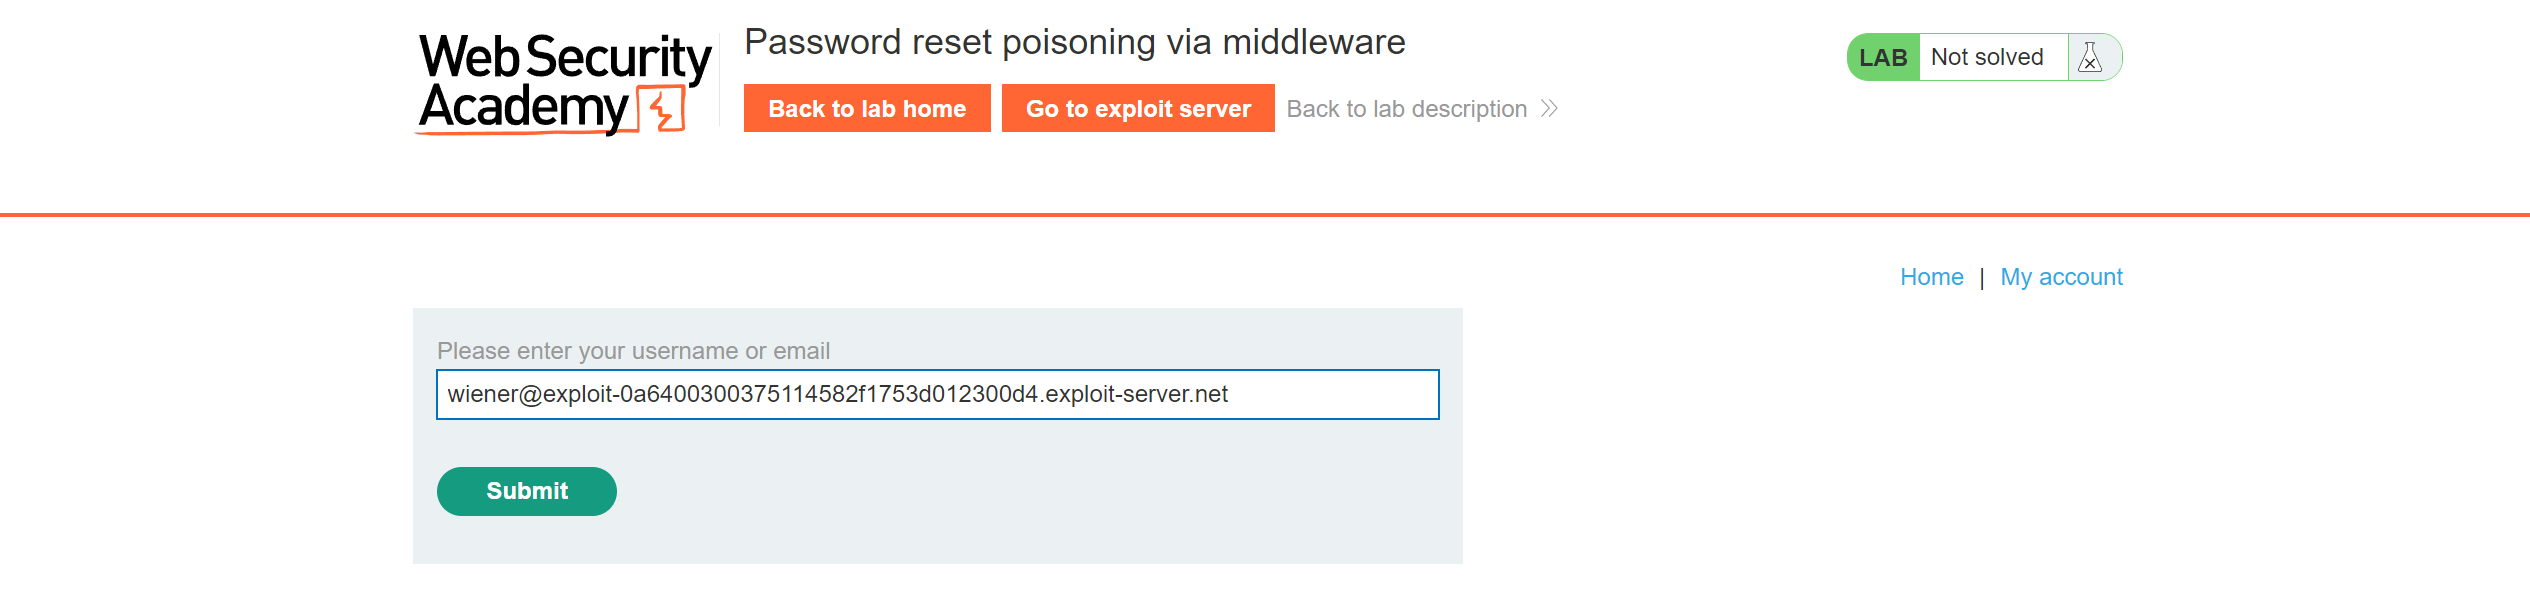 Web Security
Academy
Password reset poisoning via middleware
Back to lab home
Go to exploit server
Back to lab description
LAB
Not solved
Home | My account
Please enter your username or email
wiener@exploit-0a6400300375114582f1753d012300d4.exploit-server.net
Submit